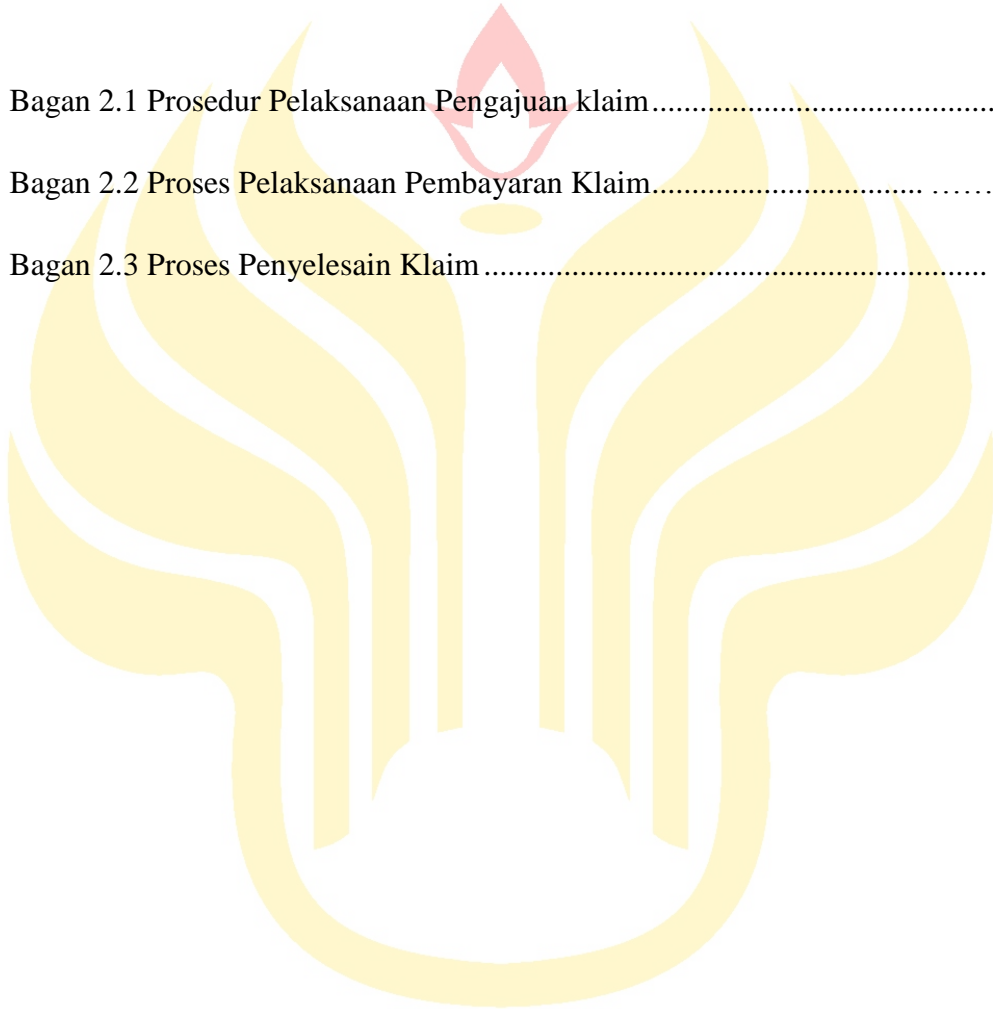 Bagan 2.1 Prosedur Pelaksanaan Pengajuan klaim...........................................
Bagan 2.2 Proses Pelaksanaan Pembayaran Klaim.................................. ……
Bagan 2.3 Proses Penyelesain Klaim...............................................................